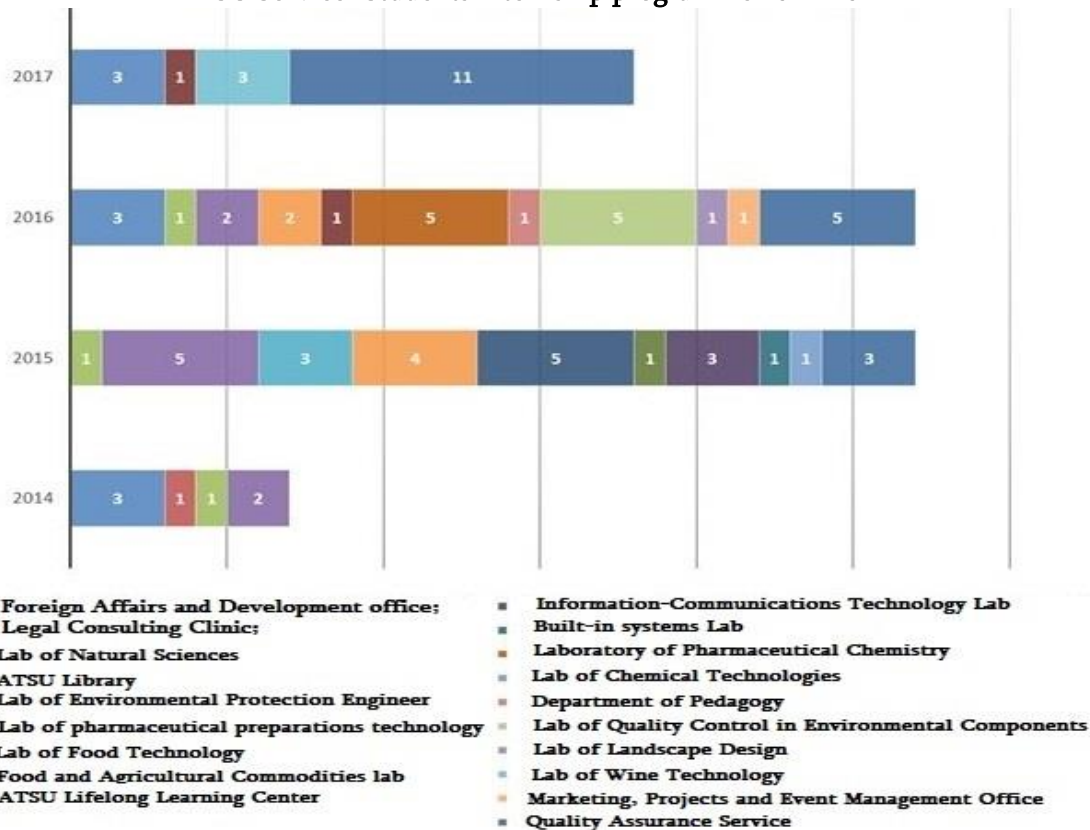 2017
3 1 3 11
2016
3 1 2 2 1 5 1 5 1 1 5
2015
1 5 3 4 5 1 3 1 1 3
2014
3 1 1 2
Foreign Affairs and Development office;
Legal Consulting Clinic;
Lab of Natural Sciences
ATSU Library
Lab of Environmental Protection Engineer
Lab of pharmaceutical preparations technology
Lab of Food Technology
Food and Agricultural Commodities lab
ATSU Lifelong Learning Center
Information-Communications Technology Lab
Built-in systems Lab
Laboratory of Pharmaceutical Chemistry
Lab of Chemical Technologies
Department of Pedagogy
Lab of Quality Control in Environmental Components
Lab of Landscape Design
Lab of Wine Technology
Marketing, Projects and Event Management Office
Quality Assurance Service